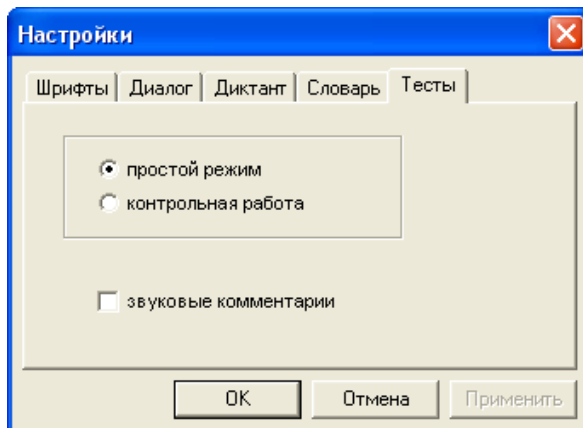 Настройки
Шрифты Диалог Диктант Словарь Тесты
простой режим
контрольная работа
звуковые комментарии
OK Отмена Применить